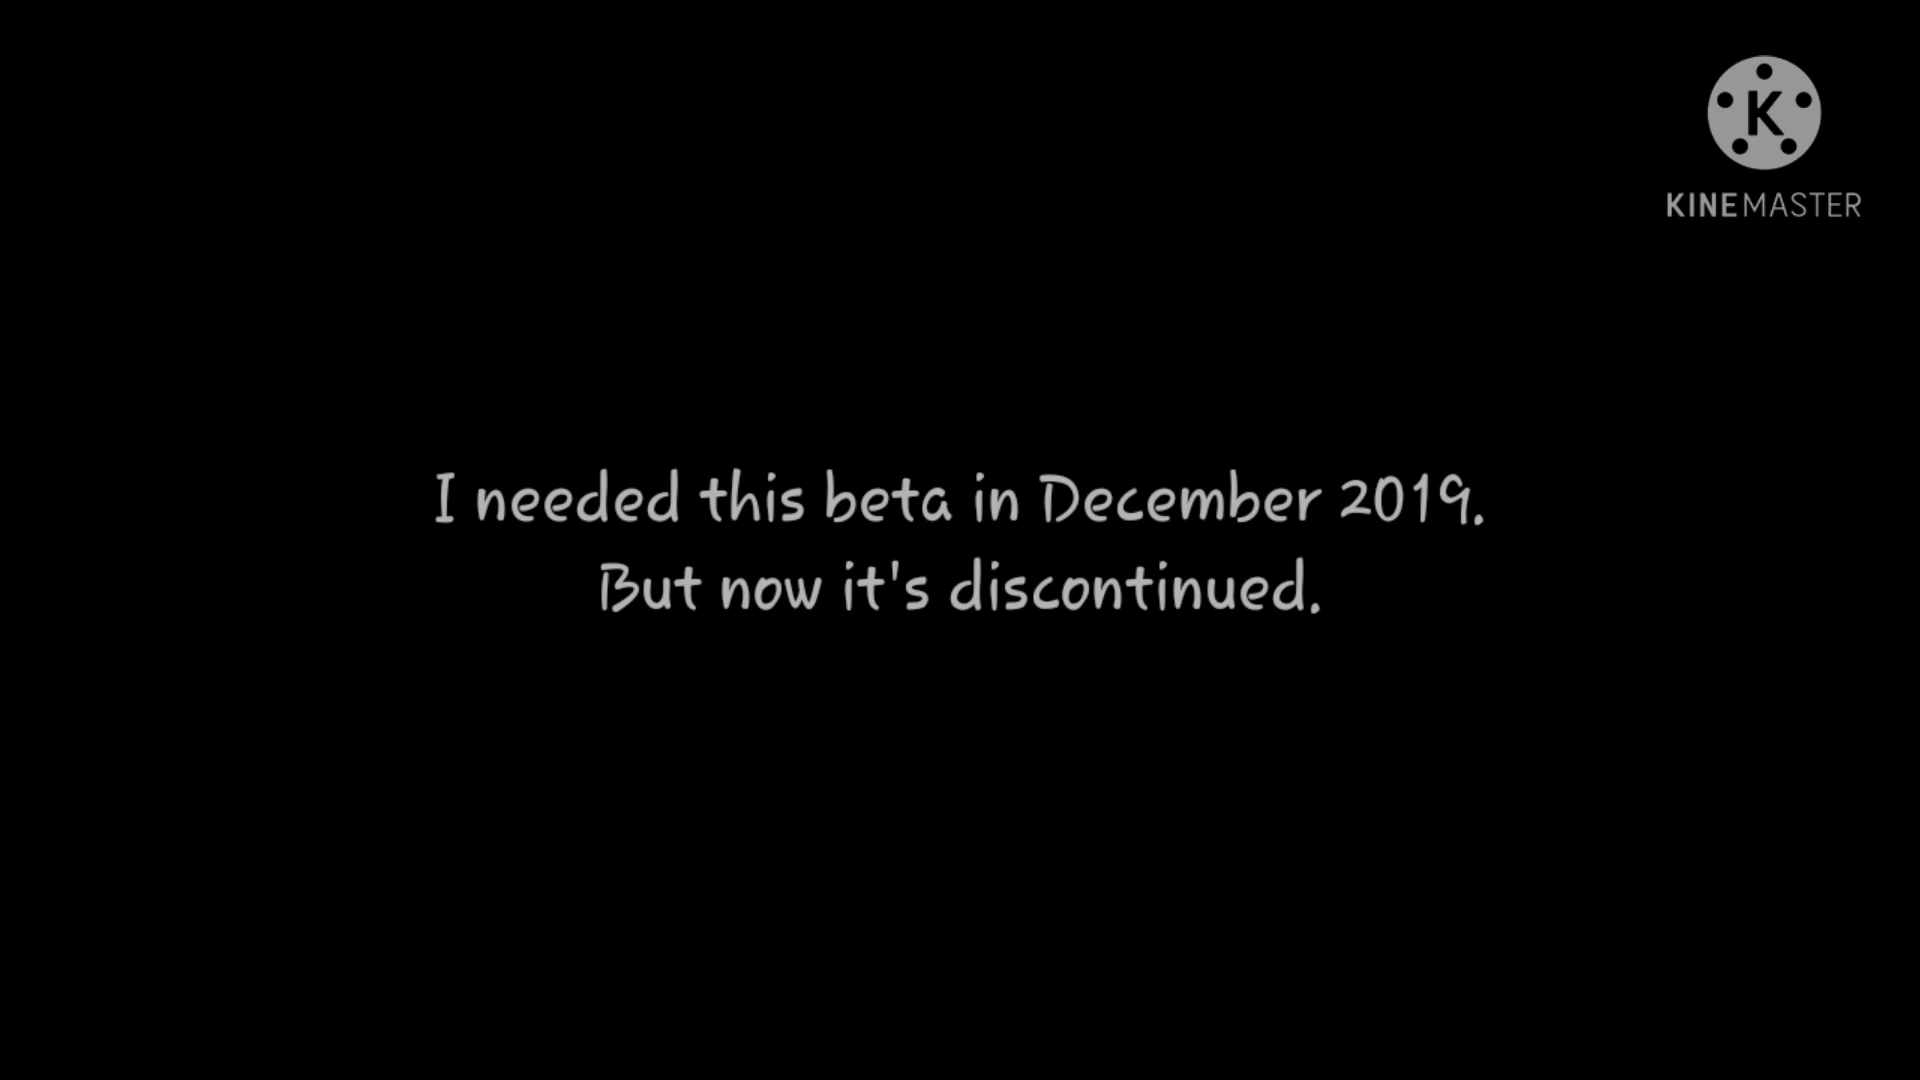 K
KINEMASTER
I needed this beta in December 2019.
But now it's discontinued.